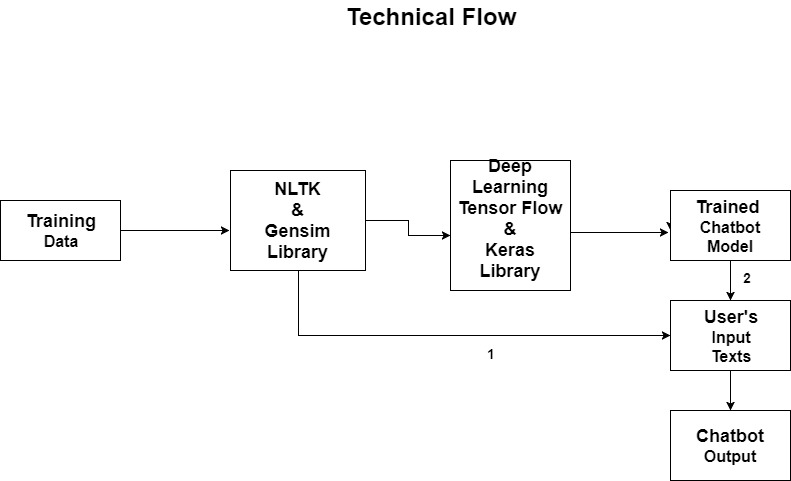 Technical Flow
Training
Data
NLTK
&
Gensim
Library
Deep
Learning
Tensor Flow
&
Keras
Library
Trained
Chatbot
Model
2
User's
Input
Texts
1
Chatbot
Output